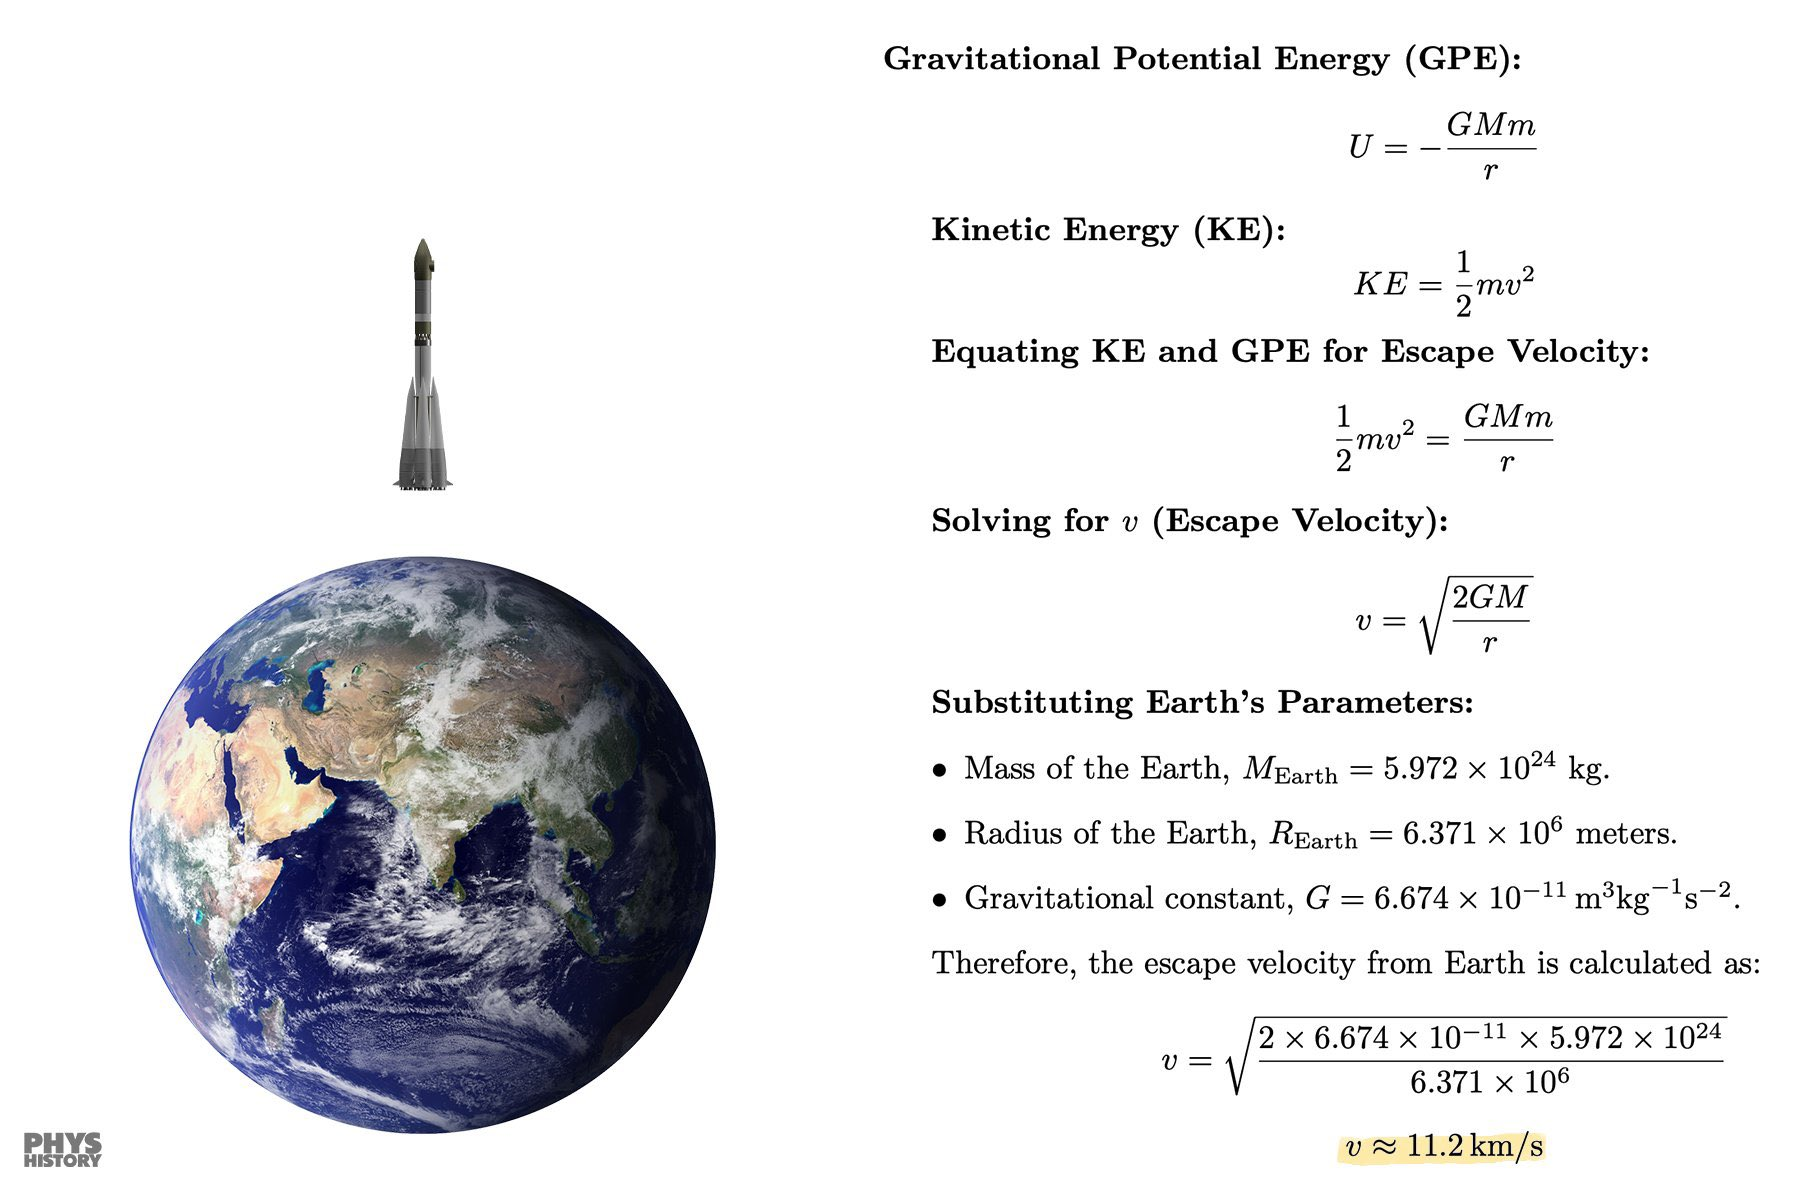 Gravitational Potential Energy (GPE):
U = −GMm/r
Kinetic Energy (KE):
KE = 1/2 mv²
Equating KE and GPE for Escape Velocity:
1/2 mv² = GMm/r
Solving for v (Escape Velocity):
v = √(2GM/r)
Substituting Earth's Parameters:
• Mass of the Earth, M_Earth = 5.972 × 10²⁴ kg.
• Radius of the Earth, R_Earth = 6.371 × 10⁶ meters.
• Gravitational constant, G = 6.674 × 10⁻¹¹ m³kg⁻¹s⁻².
Therefore, the escape velocity from Earth is calculated as:
v = √((2 × 6.674 × 10⁻¹¹ × 5.972 × 10²⁴)/(6.371 × 10⁶))
v ≈ 11.2 km/s
PHYS
HISTORY